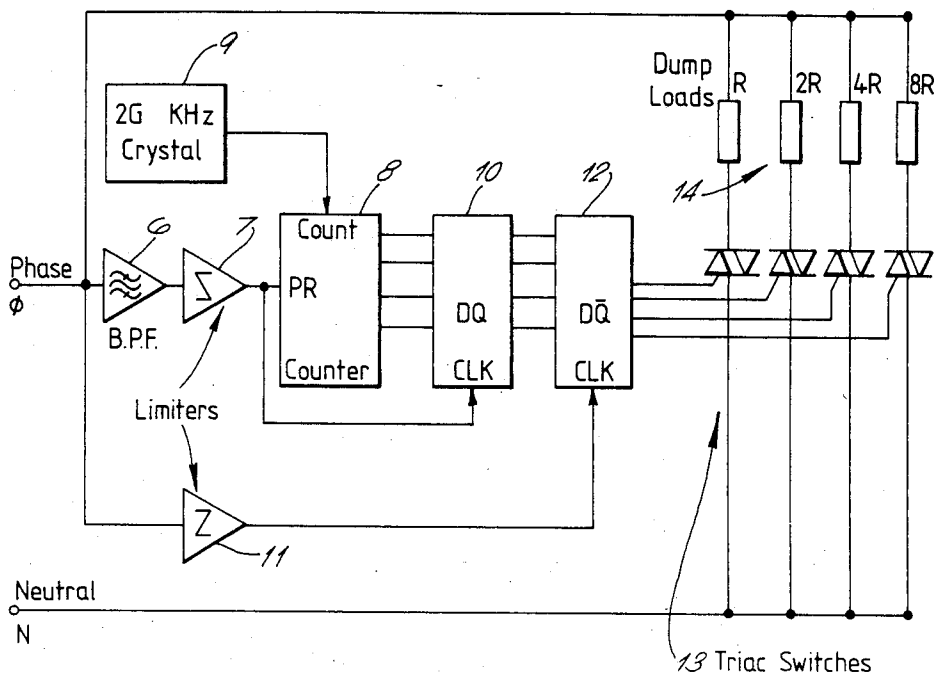 9
2G KHz
Crystal
Dump
Loads
R
2R
4R
8R
14
6
7
8
10
12
Phase
ϕ
B.P.F.
Σ
Count
PR
Counter
DQ
CLK
DQ̄
CLK
Limiters
Z
11
Neutral
N
13 Triac Switches